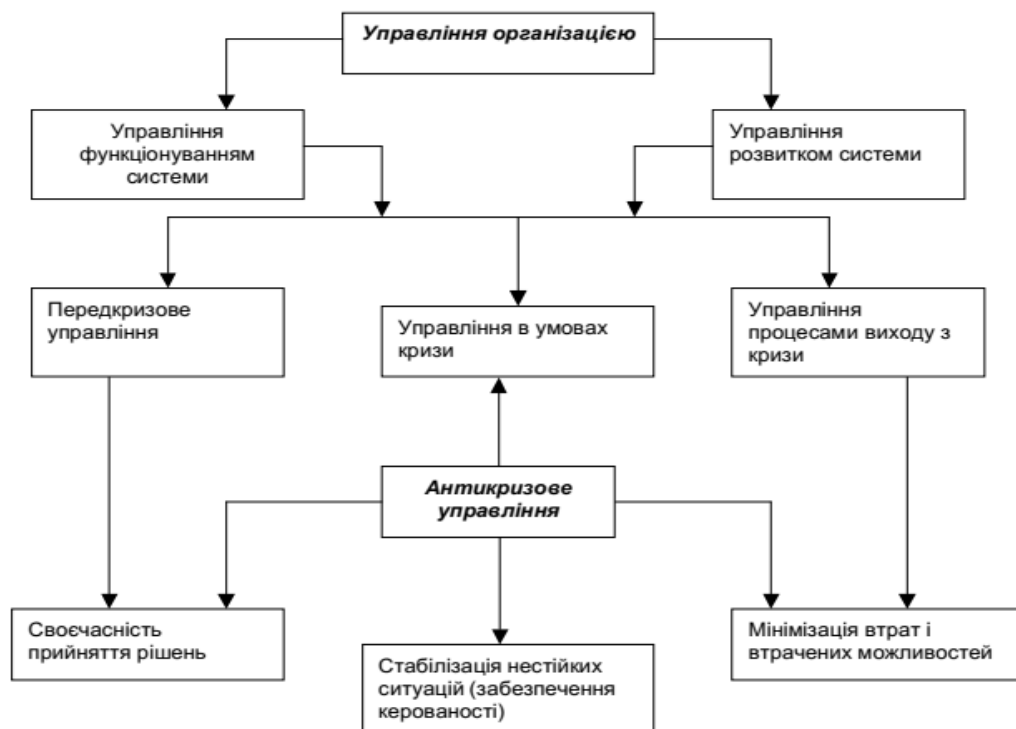 Управління організацією
Управління
функціонуванням
системи
Управління
розвитком системи
Передкризове
управління
Управління в умовах
кризи
Управління
процесами виходу з
кризи
Антикризове
управління
Своєчасність
прийняття рішень
Стабілізація нестійких
ситуацій (забезпечення
керованості)
Мінімізація втрат і
втрачених можливостей